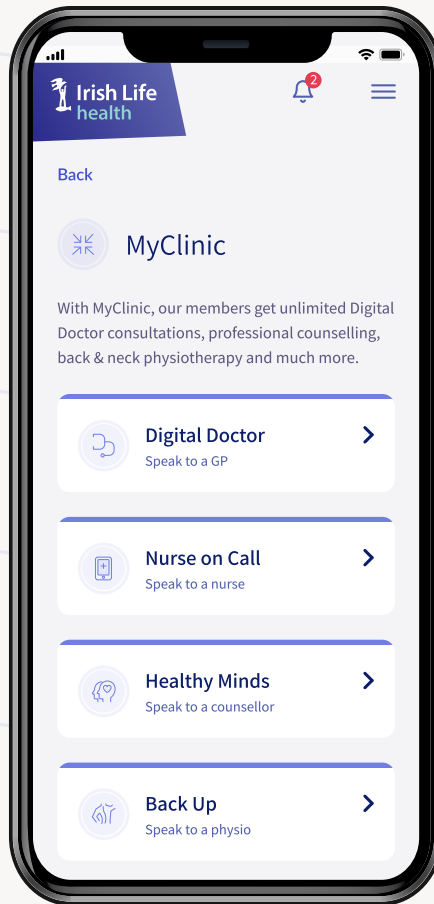 Irish Life
health
2
Back
MyClinic
With MyClinic, our members get unlimited Digital
Doctor consultations, professional counselling,
back & neck physiotherapy and much more.
Digital Doctor
Speak to a GP
Nurse on Call
Speak to a nurse
Healthy Minds
Speak to a counsellor
Back Up
Speak to a physio